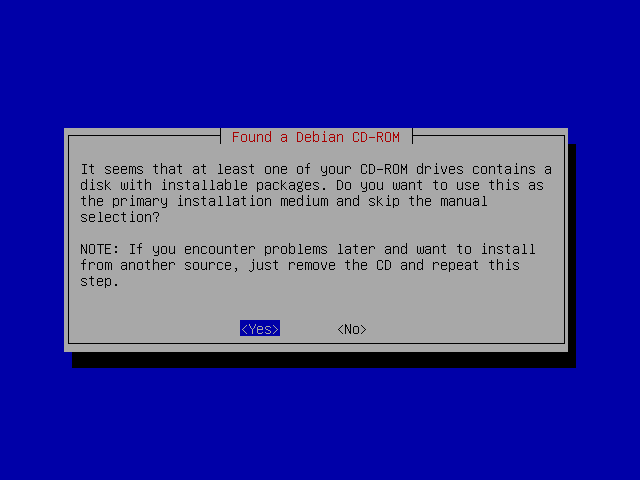 Found a Debian CD-ROM
It seems that at least one of your CD-ROM drives contains a
disk with installable packages. Do you want to use this as
the primary installation medium and skip the manual
selection?
NOTE: If you encounter problems later and want to install
from another source, just remove the CD and repeat this
step.
<Yes> <No>